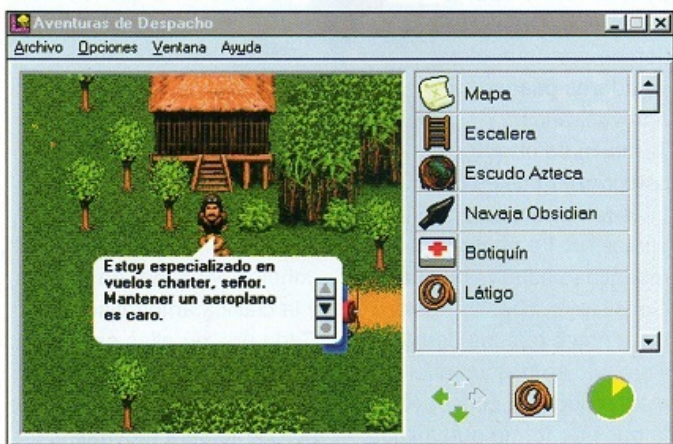 Aventuras de Despacho
Archivo Opciones Ventana Ayuda
Estoy especializado en
vuelos charter, señor.
Mantener un aeroplano
es caro.
Mapa
Escalera
Escudo Azteca
Navaja Obsidian
Botiquín
Látigo